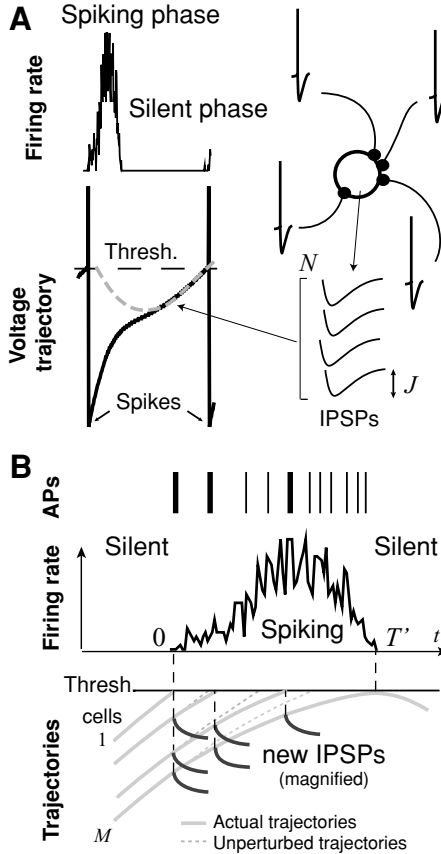 A
Spiking phase
Silent phase
Firing rate
Thresh.
Voltage
trajectory
Spikes
N
J
IPSPs
B
APs
Silent
Silent
Firing rate
0
Spiking
T’
t
Thresh.
cells
1
M
Trajectories
new IPSPs
(magnified)
Actual trajectories
Unperturbed trajectories